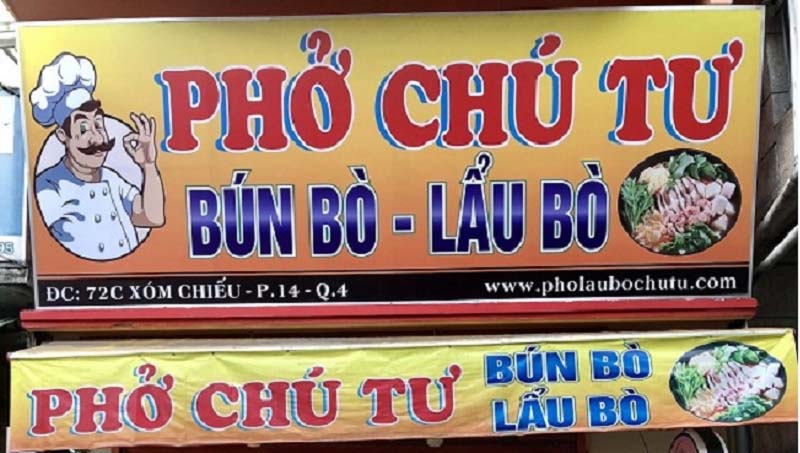 PHỞ CHÚ TƯ
BÚN BÒ - LẨU BÒ
ĐC: 72C XÓM CHIẾU - P.14 - Q.4
www.pholaubochutu.com
PHỞ CHÚ TƯ
BÚN BÒ
LẨU BÒ